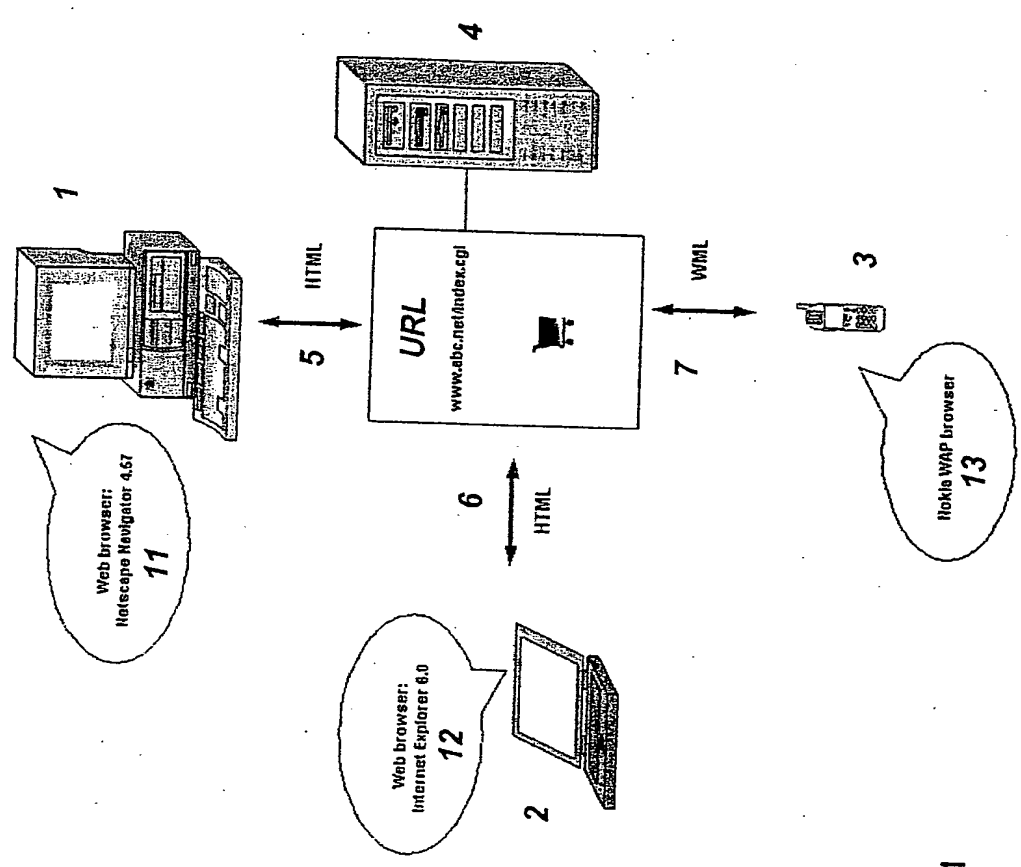 1
Web browser:
Netscape Navigator 4.67
11
5
HTML
4
URL
www.abc.net/index.cgi
6
HTML
Web browser:
Internet Explorer 6.0
12
2
7
WML
3
Nokia WAP browser
13
1